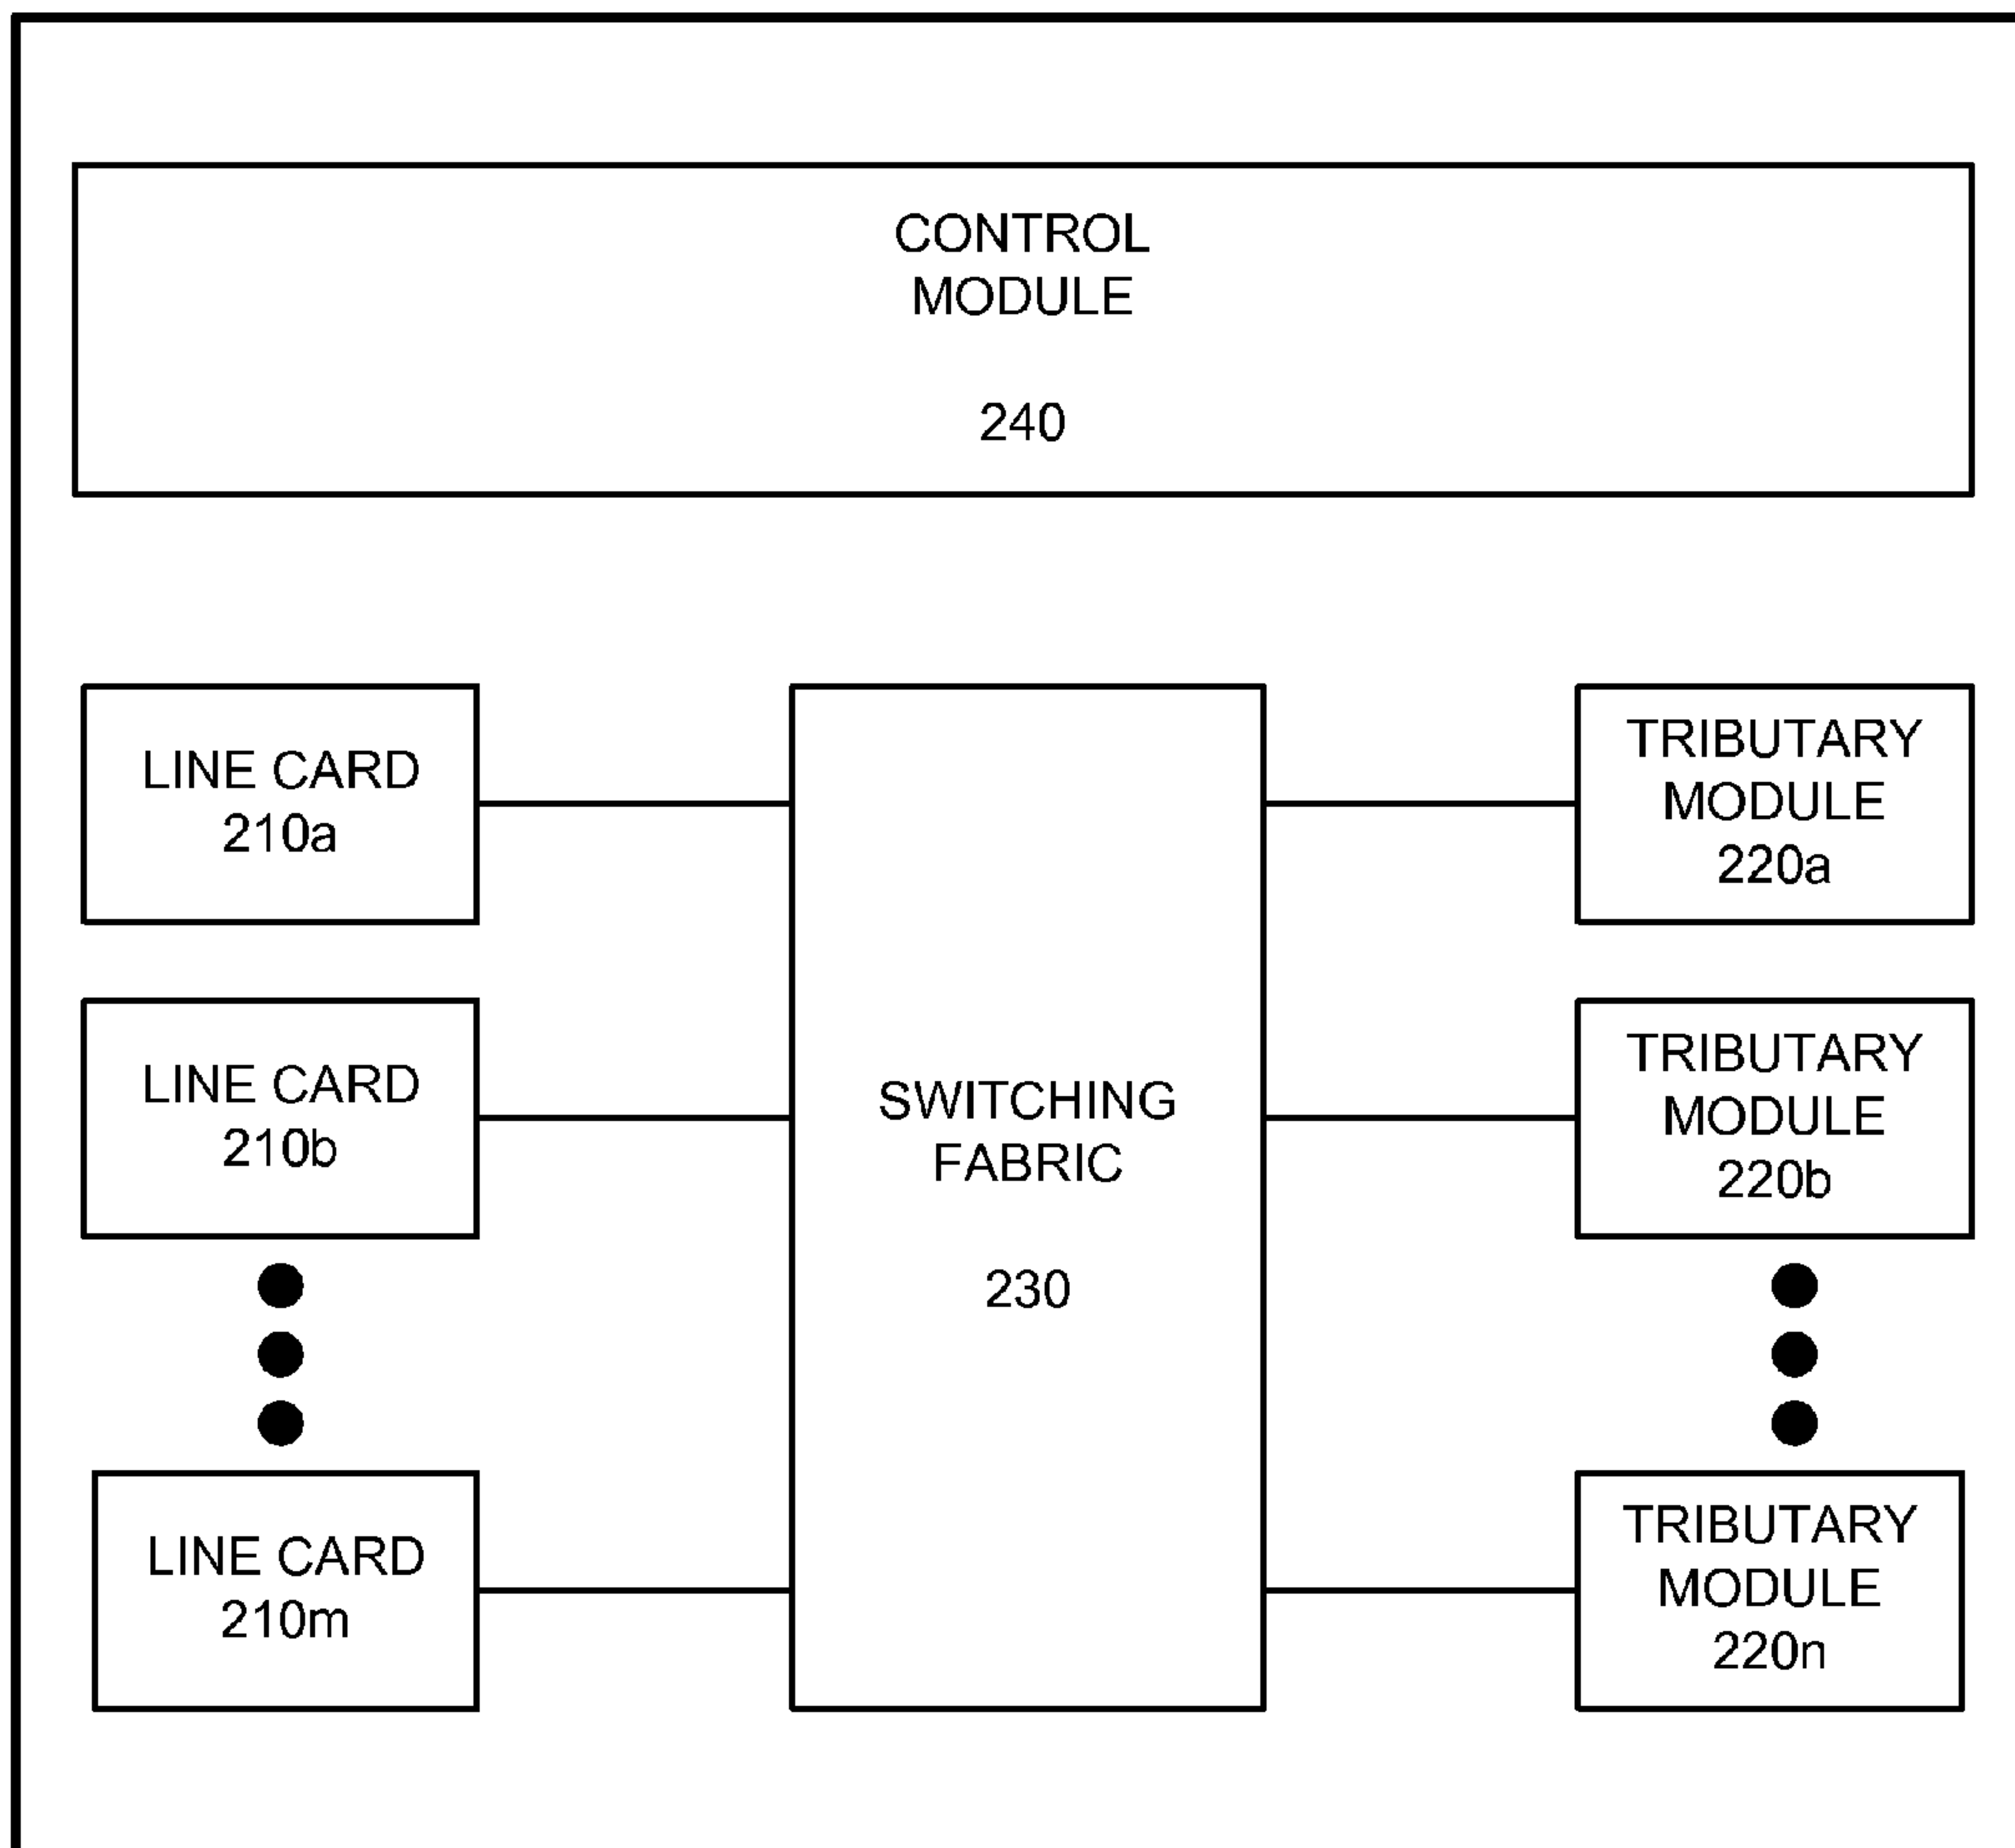 CONTROL
MODULE
240
LINE CARD
210a
TRIBUTARY
MODULE
220a
LINE CARD
210b
SWITCHING
FABRIC
230
TRIBUTARY
MODULE
220b
LINE CARD
210m
TRIBUTARY
MODULE
220n